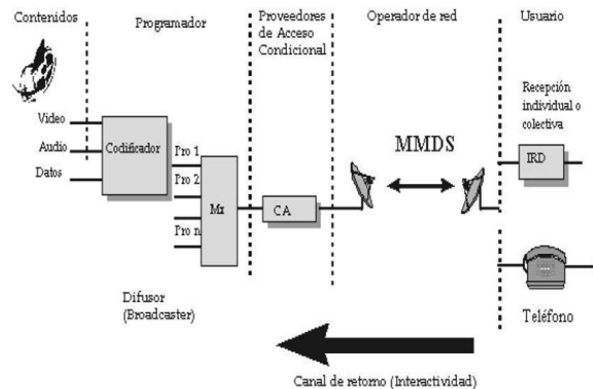 Contenidos
Programador
Proveedores
de Acceso
Condicional
Operador de red
Usuario
Video
Audio
Datos
Codificador
Pro 1
Pro 2
Pro n
Mx
CA
MMDS
Recepción
individual o
colectiva
IRD
Teléfono
Difusor
(Broadcaster)
Canal de retorno (Interactividad)